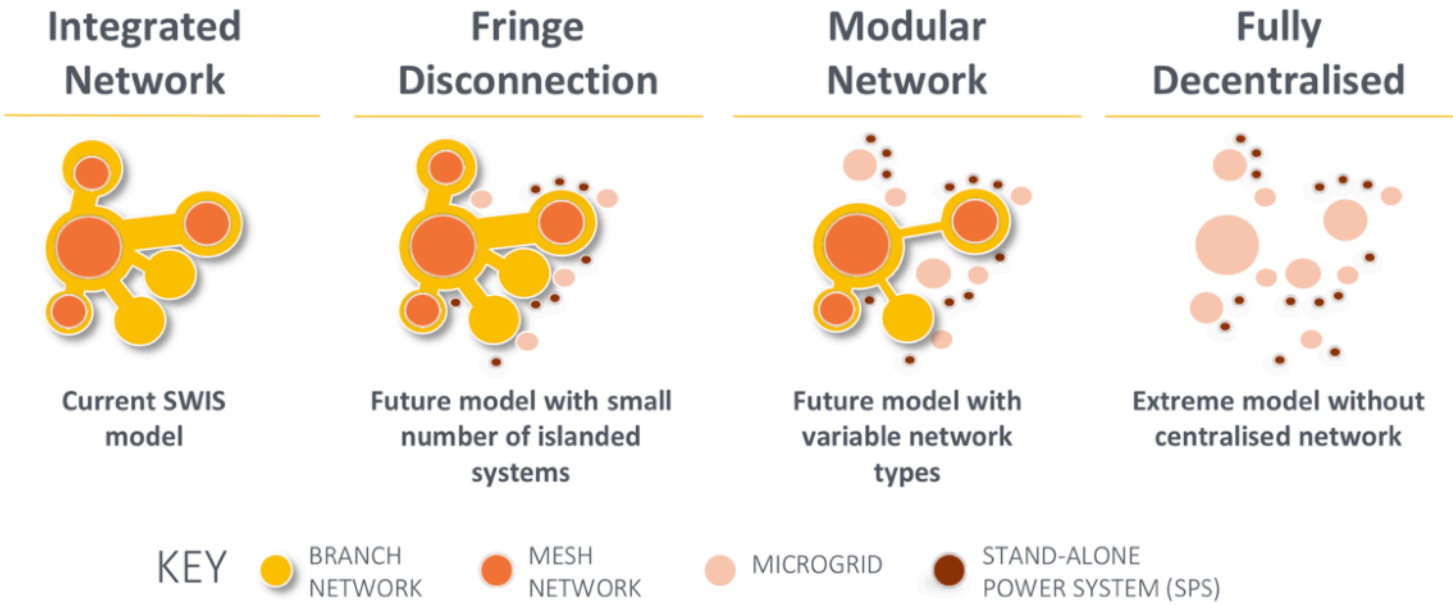 Integrated
Network
Fringe
Disconnection
Modular
Network
Fully
Decentralised
Current SWIS
model
Future model with small
number of islanded
systems
Future model with
variable network
types
Extreme model without
centralised network
KEY
BRANCH
NETWORK
MESH
NETWORK
MICROGRID
STAND-ALONE
POWER SYSTEM (SPS)